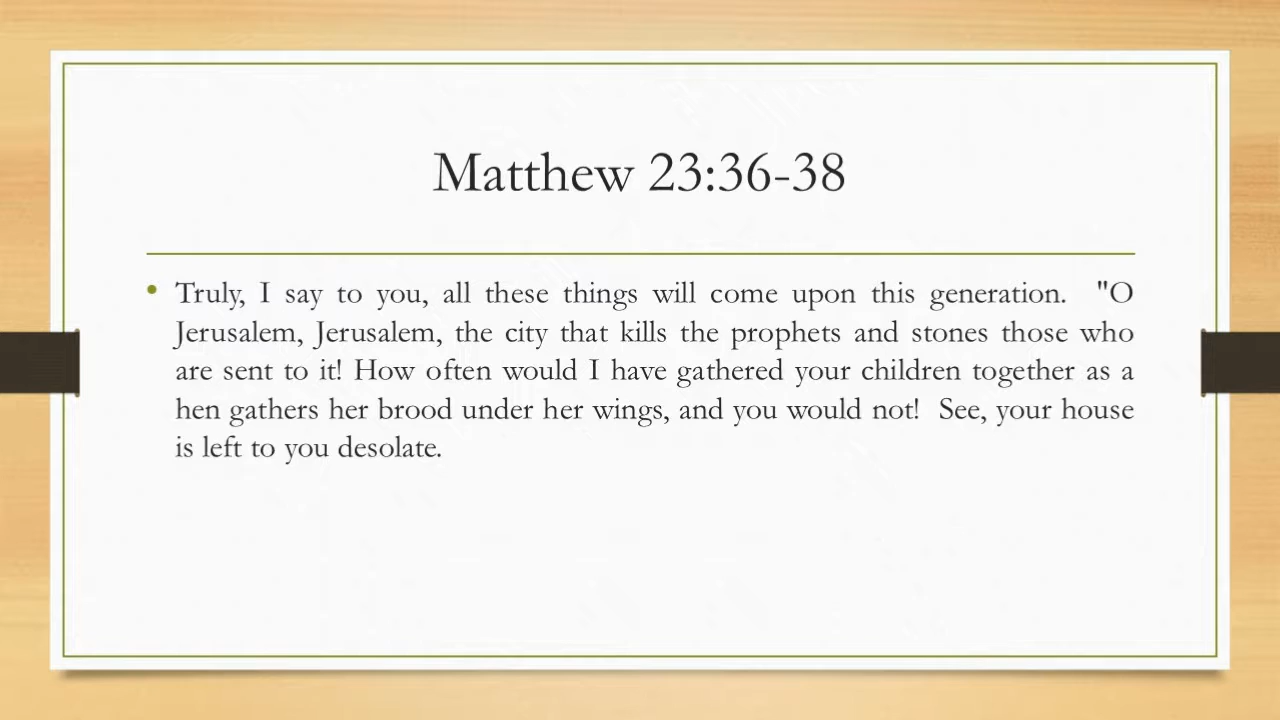 Matthew 23:36-38
• Truly, I say to you, all these things will come upon this generation.  "O
Jerusalem, Jerusalem, the city that kills the prophets and stones those who
are sent to it! How often would I have gathered your children together as a
hen gathers her brood under her wings, and you would not!  See, your house
is left to you desolate.